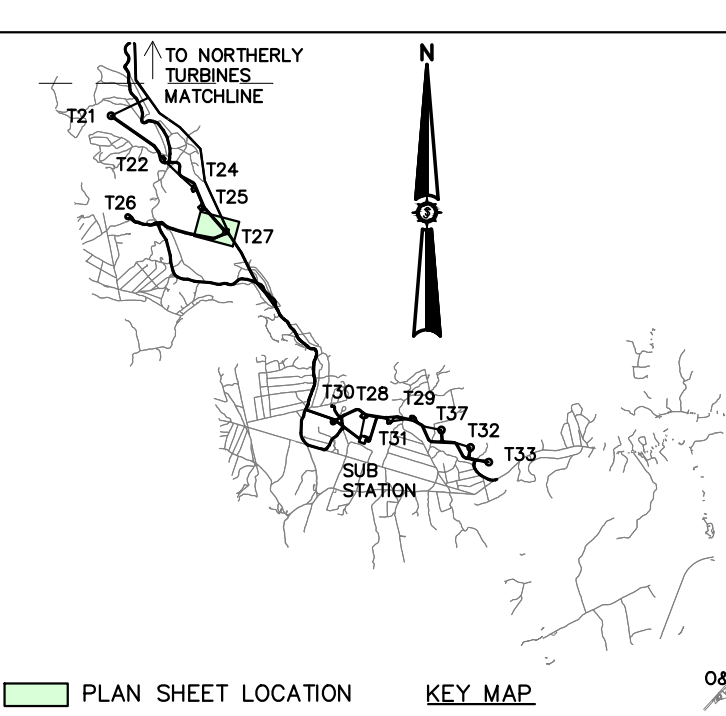 TO NORTHERLY
TURBINES
MATCHLINE
N
T21
T22
T24
T25
T26
T27
T30
T28
T29
T37
T31
T32
T33
SUB
STATION
PLAN SHEET LOCATION
KEY MAP
O&